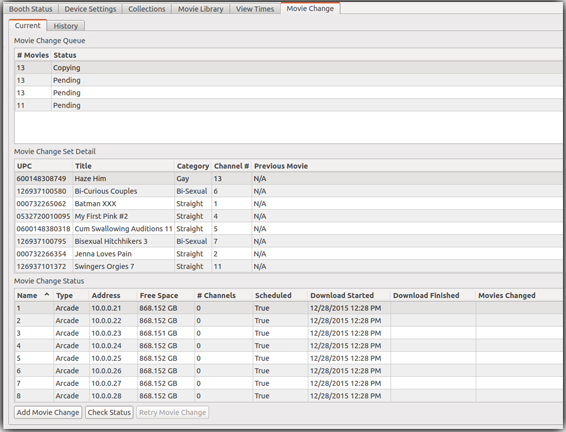 Booth Status Device Settings Collections Movie Library View Times Movie Change
Current History
Movie Change Queue
# Movies Status
13 Copying
13 Pending
13 Pending
11 Pending
Movie Change Set Detail
UPC Title Category Channel # Previous Movie
600148308749 Haze Him Gay 13 N/A
126937100580 Bi-Curious Couples Bi-Sexual 6 N/A
000732265062 Batman XXX Straight 1 N/A
0532720010095 My First Pink #2 Straight 4 N/A
0600148380318 Cum Swallowing Auditions 11 Straight 5 N/A
126937100795 Bisexual Hitchhikers 3 Bi-Sexual 7 N/A
000732266354 Jenna Loves Pain Straight 2 N/A
126937101372 Swingers Orgies 7 Straight 11 N/A
Movie Change Status
Name Type Address Free Space # Channels Scheduled Download Started Download Finished Movies Changed
1 Arcade 10.0.0.21 868.152 GB 0 True 12/28/2015 12:28 PM
2 Arcade 10.0.0.22 868.152 GB 0 True 12/28/2015 12:28 PM
3 Arcade 10.0.0.23 868.151 GB 0 True 12/28/2015 12:28 PM
4 Arcade 10.0.0.24 868.152 GB 0 True 12/28/2015 12:28 PM
5 Arcade 10.0.0.25 868.152 GB 0 True 12/28/2015 12:28 PM
6 Arcade 10.0.0.26 868.152 GB 0 True 12/28/2015 12:28 PM
7 Arcade 10.0.0.27 868.152 GB 0 True 12/28/2015 12:28 PM
8 Arcade 10.0.0.28 868.152 GB 0 True 12/28/2015 12:28 PM
Add Movie Change Check Status Retry Movie Change